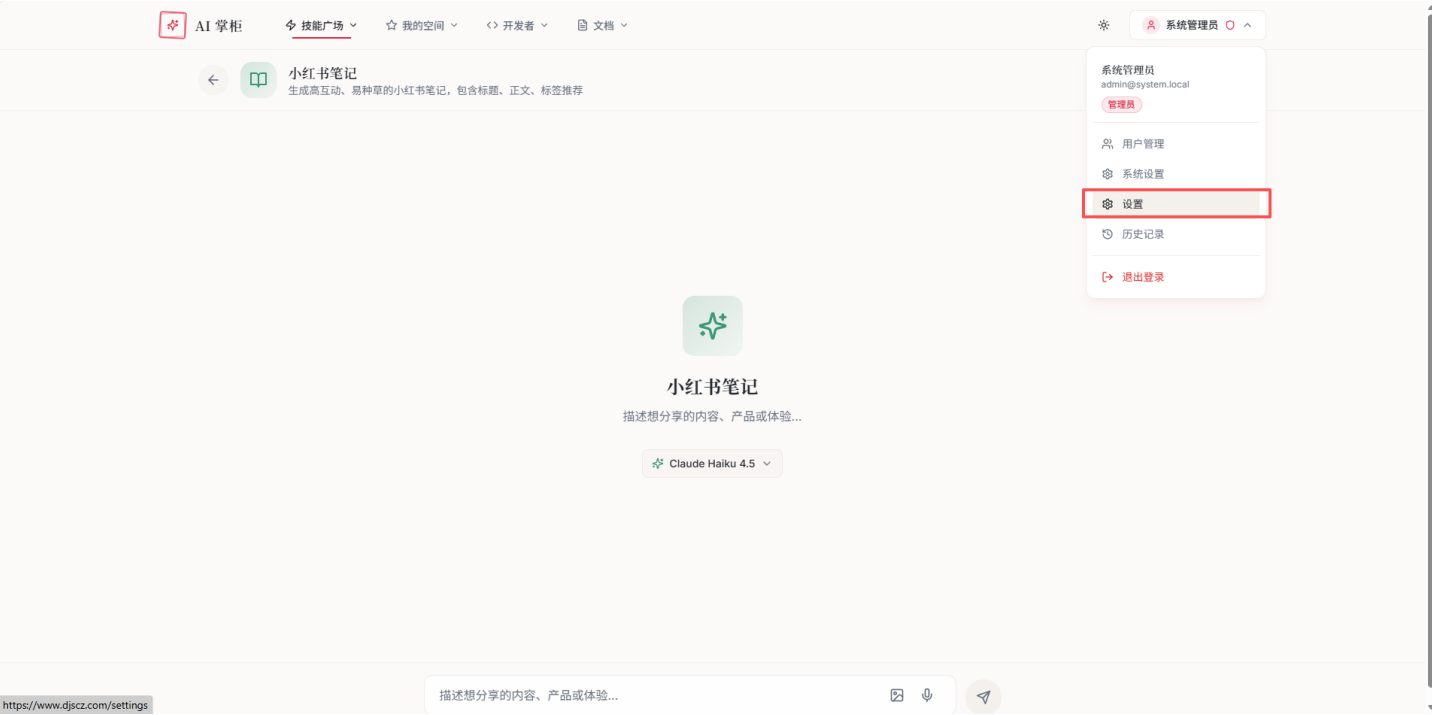 AI 掌柜
技能广场
我的空间
开发者
文档
系统管理员
小红书笔记
生成高互动、易种草的小红书笔记，包含标题、正文、标签推荐
系统管理员
admin@system.local
管理员
用户管理
系统设置
设置
历史记录
退出登录
小红书笔记
描述想分享的内容、产品或体验...
Claude Haiku 4.5
描述想分享的内容、产品或体验...
https://www.djscz.com/settings